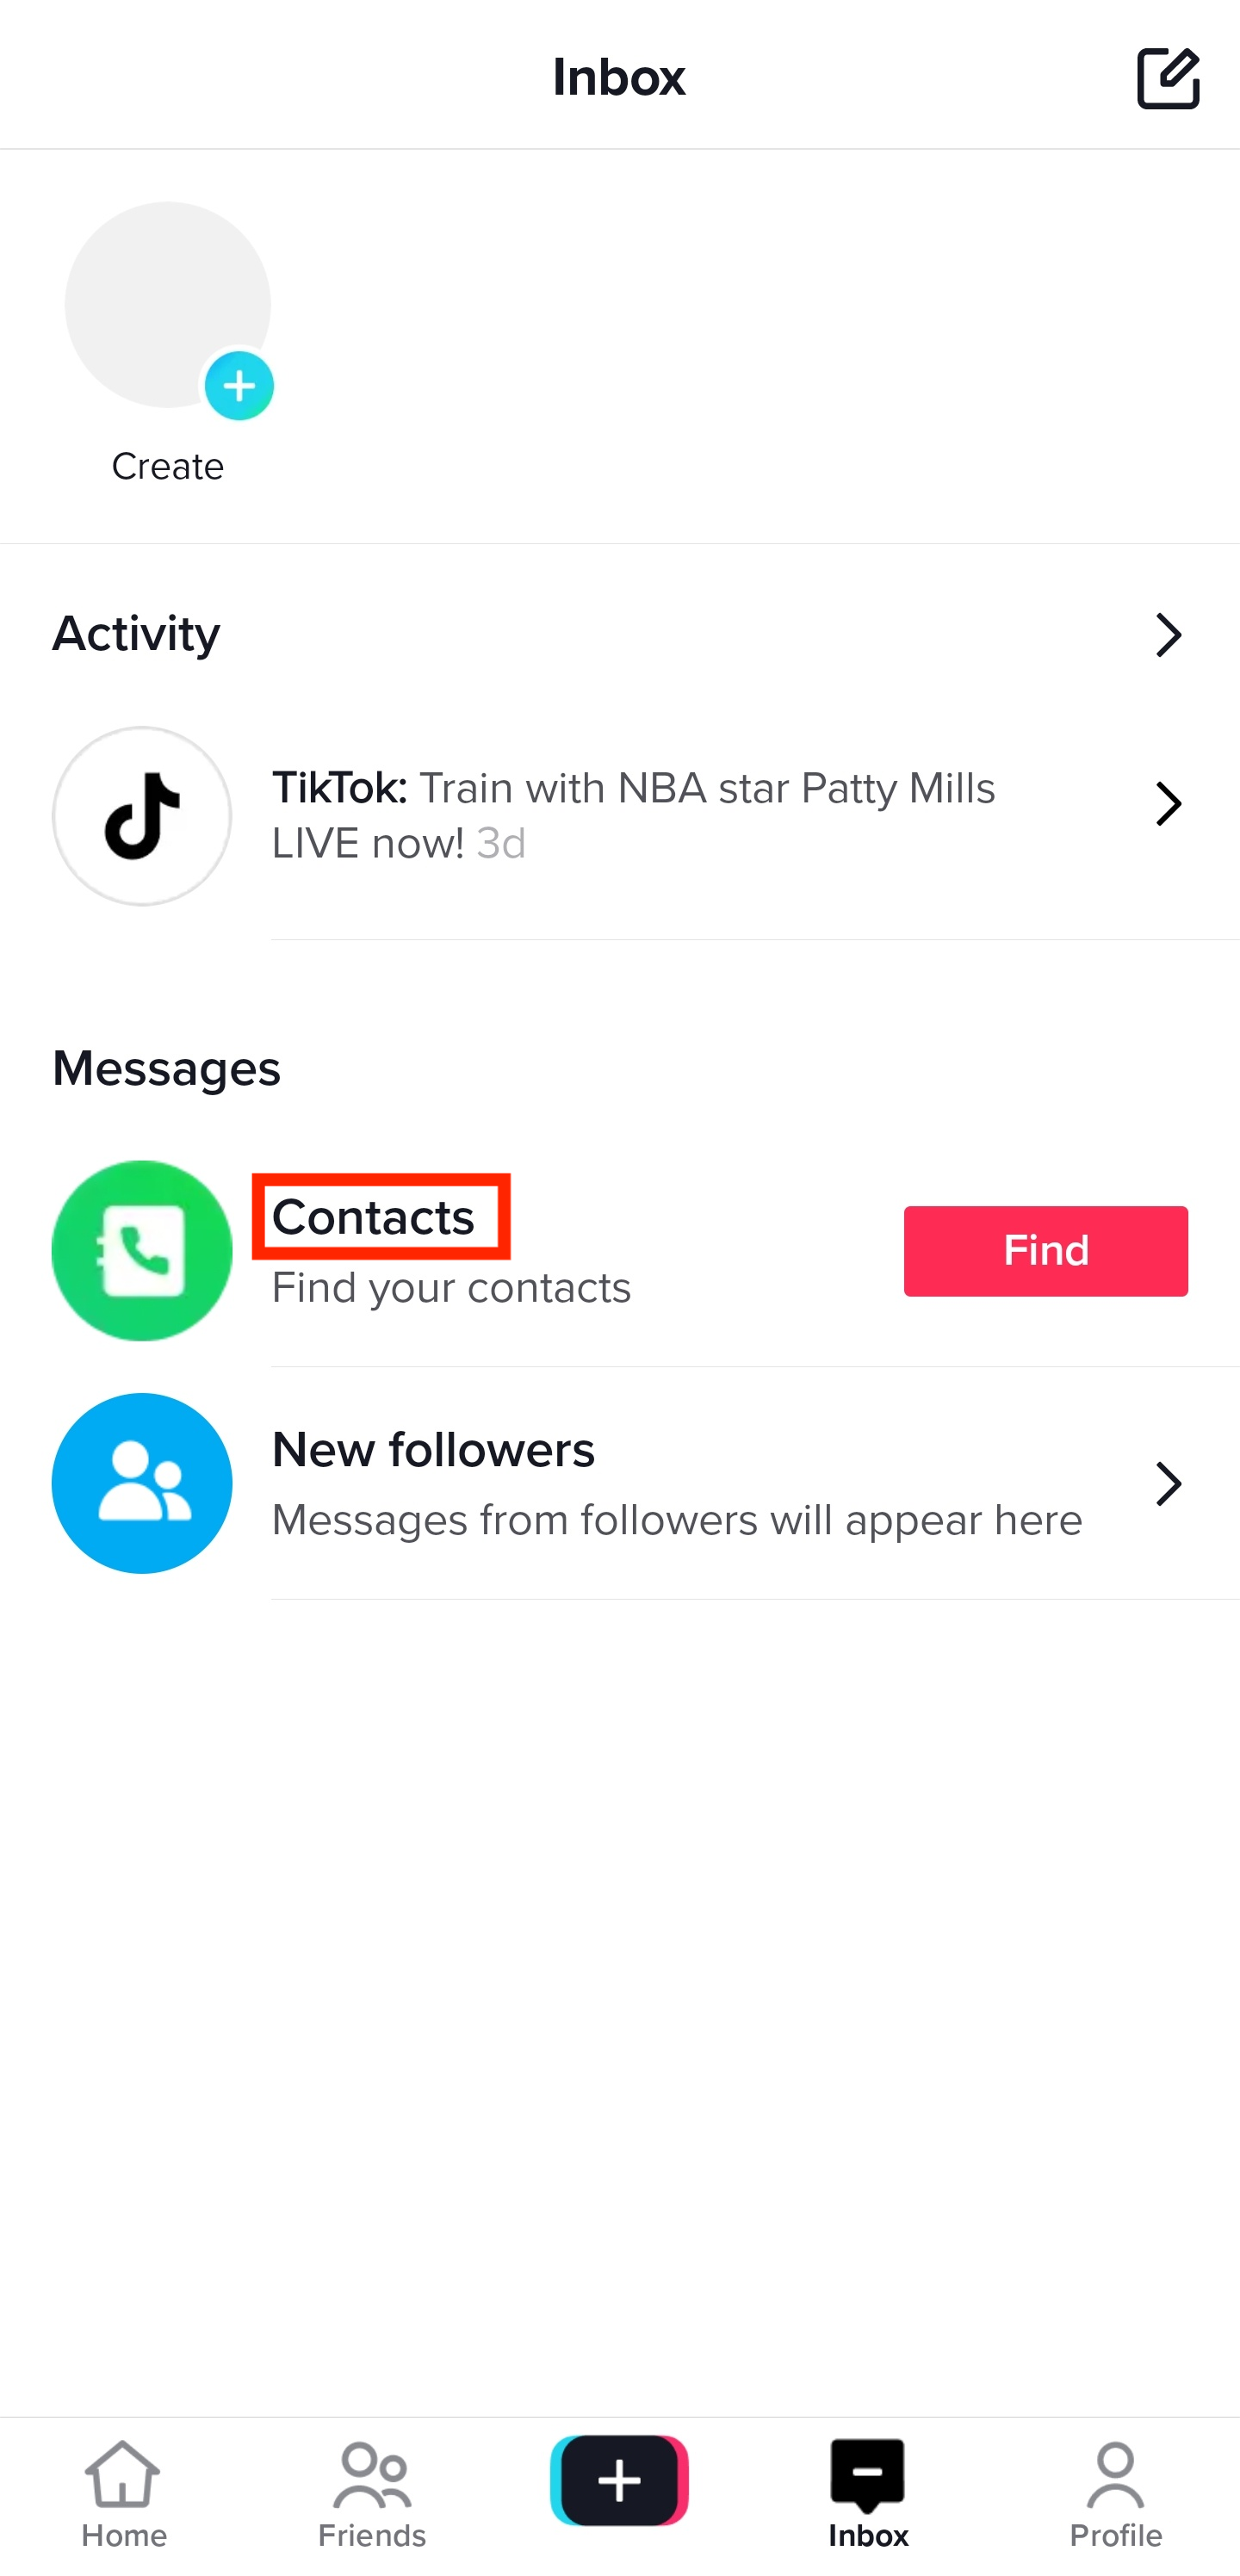 Inbox
Create
Activity
TikTok: Train with NBA star Patty Mills
LIVE now! 3d
Messages
Contacts
Find your contacts
Find
New followers
Messages from followers will appear here
Home
Friends
Inbox
Profile